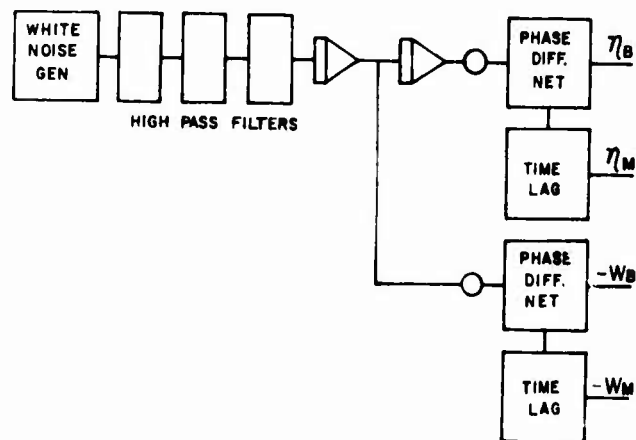 WHITE
NOISE
GEN
HIGH PASS FILTERS
PHASE
DIFF.
NET
ηB
TIME
LAG
ηM
PHASE
DIFF.
NET
-WB
TIME
LAG
-WM